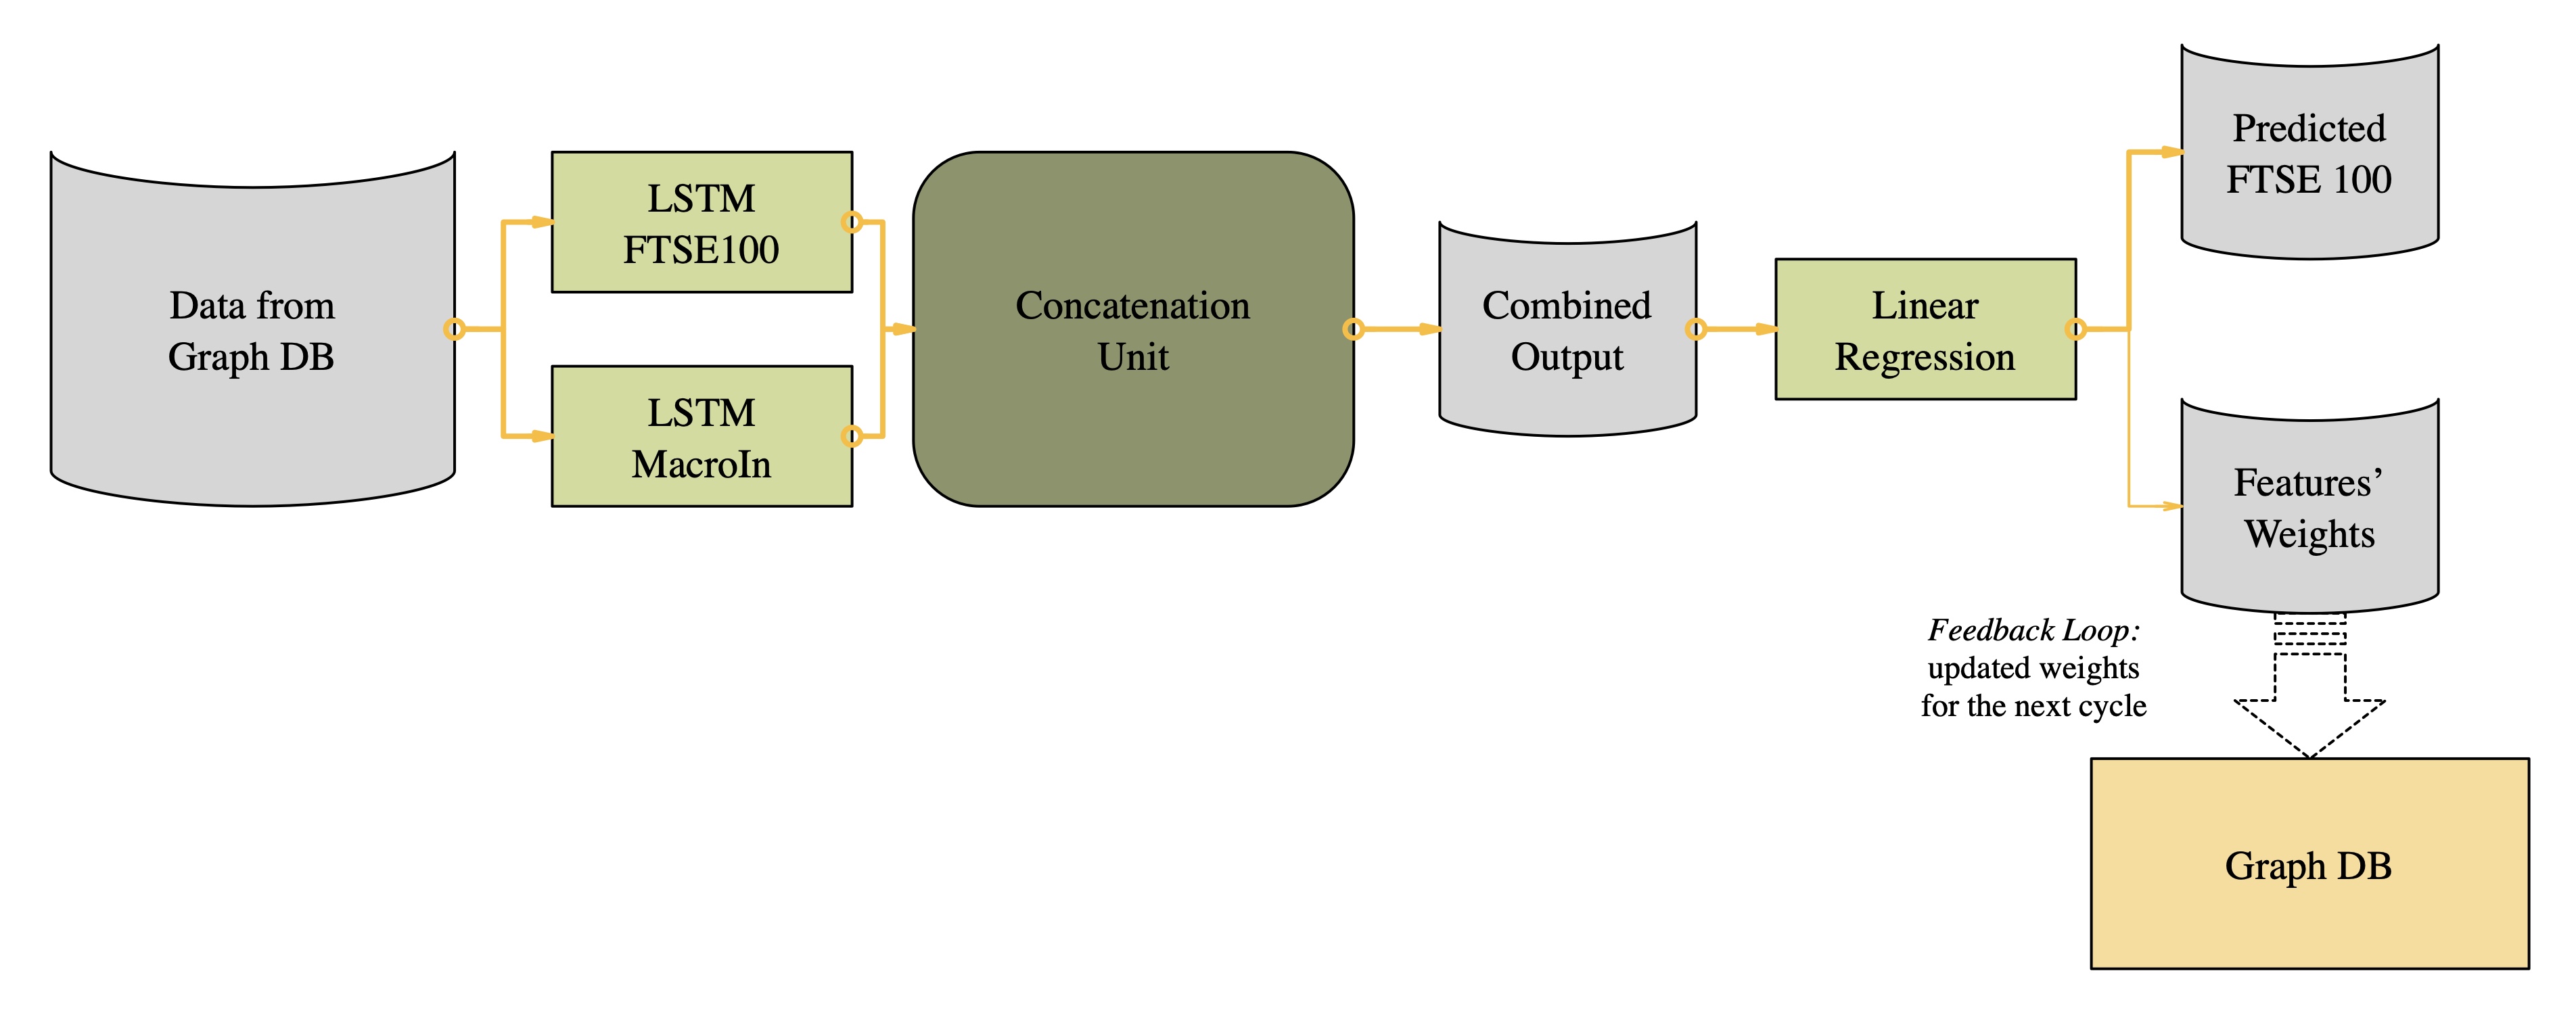 Data from
Graph DB
LSTM
FTSE100
LSTM
MacroIn
Concatenation
Unit
Combined
Output
Linear
Regression
Predicted
FTSE 100
Features’
Weights
Feedback Loop:
updated weights
for the next cycle
Graph DB